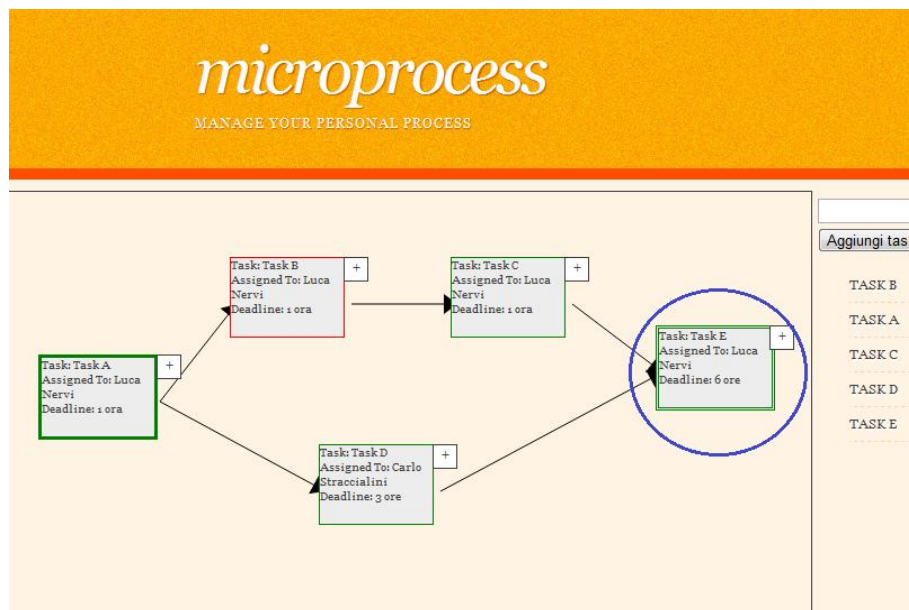 microprocess
MANAGE YOUR PERSONAL PROCESS
Aggiungi tas
Task: Task B
Assigned To: Luca
Nervi
Deadline: 1 ora
+
Task: Task C
Assigned To: Luca
Nervi
Deadline: 1 ora
+
Task: Task E
Assigned To: Luca
Nervi
Deadline: 6 ore
+
Task: Task A
Assigned To: Luca
Nervi
Deadline: 1 ora
+
Task: Task D
Assigned To: Carlo
Straccialini
Deadline: 3 ore
+
TASK B
TASK A
TASK C
TASK D
TASK E